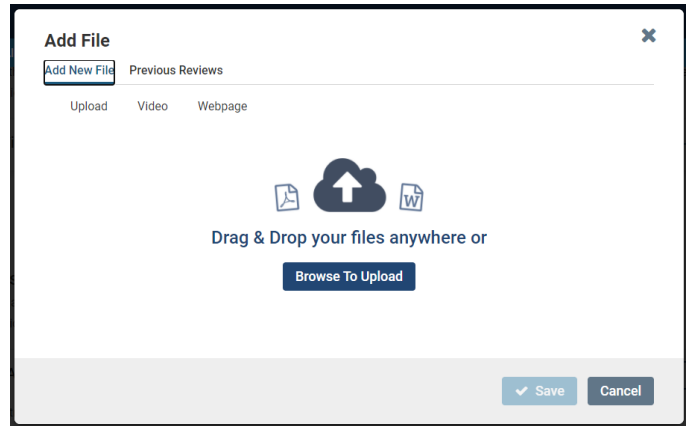 Add File
Add New File Previous Reviews
Upload Video Webpage
W
Drag & Drop your files anywhere or
Browse To Upload
Save Cancel